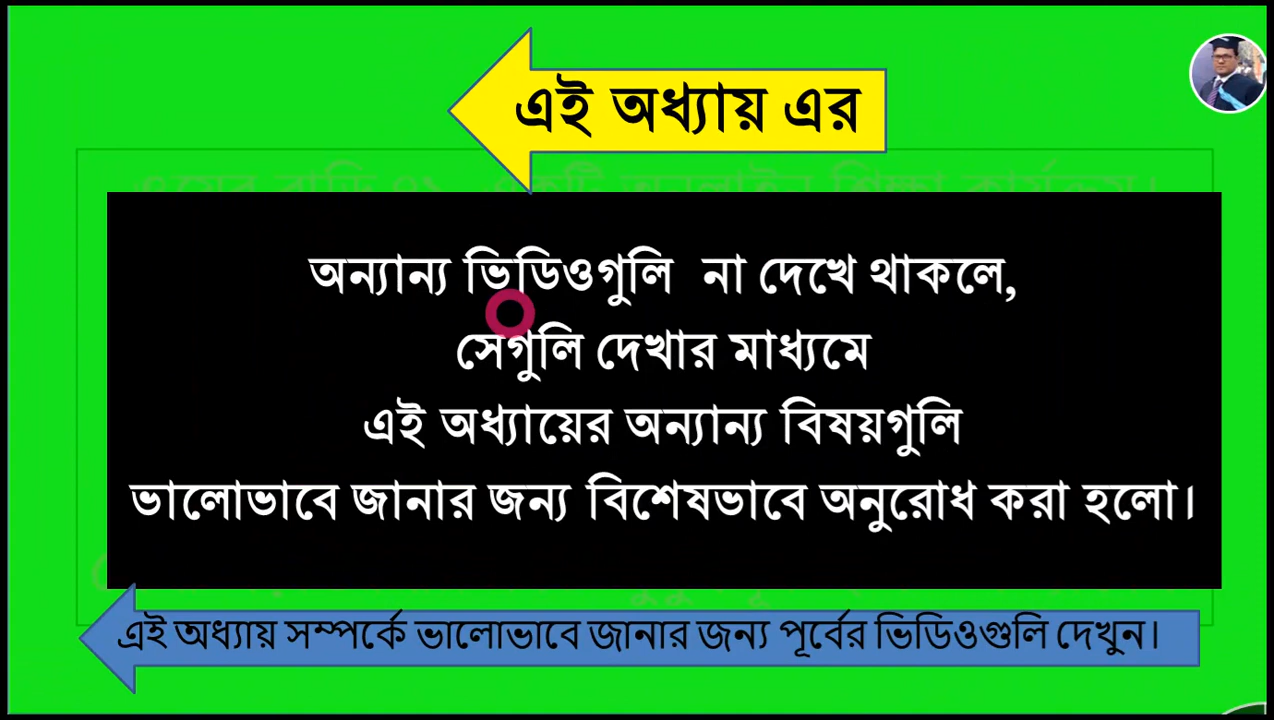 এই অধ্যায় এর
অন্যান্য ভিডিওগুলি না দেখে থাকলে,
সেগুলি দেখার মাধ্যমে
এই অধ্যায়ের অন্যান্য বিষয়গুলি
ভালোভাবে জানার জন্য বিশেষভাবে অনুরোধ করা হলো।
এই অধ্যায় সম্পর্কে ভালোভাবে জানার জন্য পূর্বের ভিডিওগুলি দেখুন।